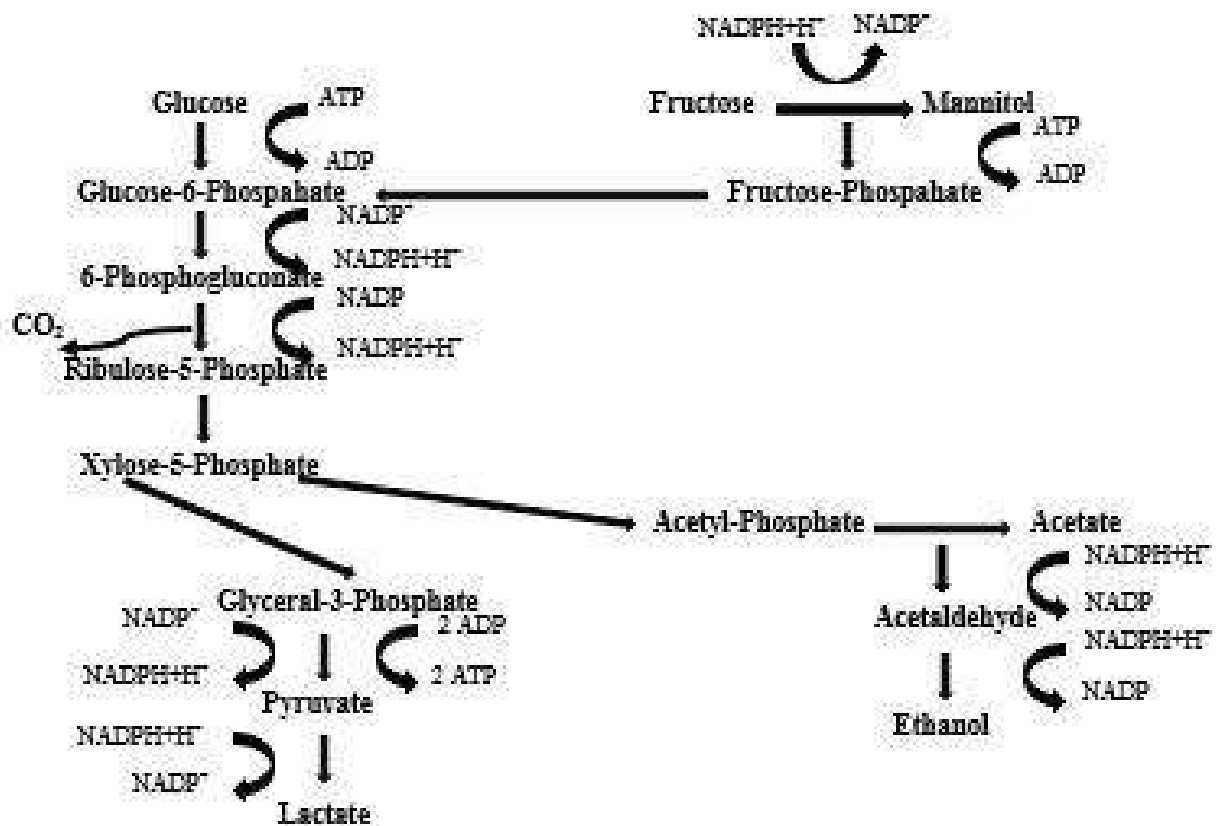 NADPH+H⁺ NADP⁺
Glucose ATP Fructose Mannitol
ATP
ADP ADP
Glucose-6-Phospahate Fructose-Phospahate
NADP⁺
NADPH+H⁺
6-Phosphogluconate
NADP
CO₂
NADPH+H⁺
Ribulose-5-Phosphate
Xylose-5-Phosphate
Acetyl-Phosphate Acetate
NADPH+H⁺
Glyceral-3-Phosphate NADP
NADP⁺ 2 ADP Acetaldehyde
NADPH+H⁺
NADPH+H⁺ 2 ATP NADP
Pyruvate
Ethanol
NADPH+H⁺
NADP⁺
Lactate